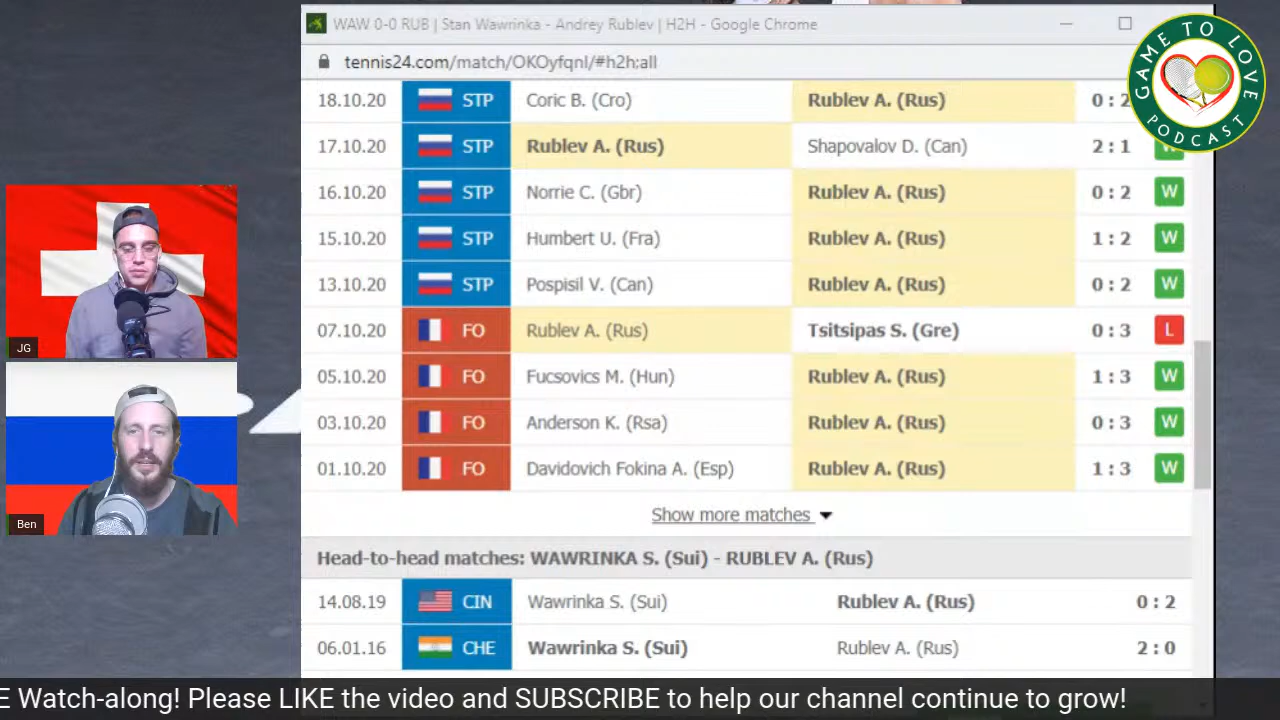 WAW 0-0 RUB | Stan Wawrinka - Andrey Rublev | H2H - Google Chrome
tennis24.com/match/OKOyfqnI/#h2h;all
GAME TO LOVE
PODCAST
18.10.20 STP Coric B. (Cro) Rublev A. (Rus) 0 : 2
17.10.20 STP Rublev A. (Rus) Shapovalov D. (Can) 2 : 1
16.10.20 STP Norrie C. (Gbr) Rublev A. (Rus) 0 : 2 W
15.10.20 STP Humbert U. (Fra) Rublev A. (Rus) 1 : 2 W
13.10.20 STP Pospisil V. (Can) Rublev A. (Rus) 0 : 2 W
07.10.20 FO Rublev A. (Rus) Tsitsipas S. (Gre) 0 : 3 L
05.10.20 FO Fucsovics M. (Hun) Rublev A. (Rus) 1 : 3 W
03.10.20 FO Anderson K. (Rsa) Rublev A. (Rus) 0 : 3 W
01.10.20 FO Davidovich Fokina A. (Esp) Rublev A. (Rus) 1 : 3 W
Show more matches
Head-to-head matches: WAWRINKA S. (Sui) - RUBLEV A. (Rus)
14.08.19 CIN Wawrinka S. (Sui) Rublev A. (Rus) 0 : 2
06.01.16 CHE Wawrinka S. (Sui) Rublev A. (Rus) 2 : 0
JG
Ben
E Watch-along! Please LIKE the video and SUBSCRIBE to help our channel continue to grow!